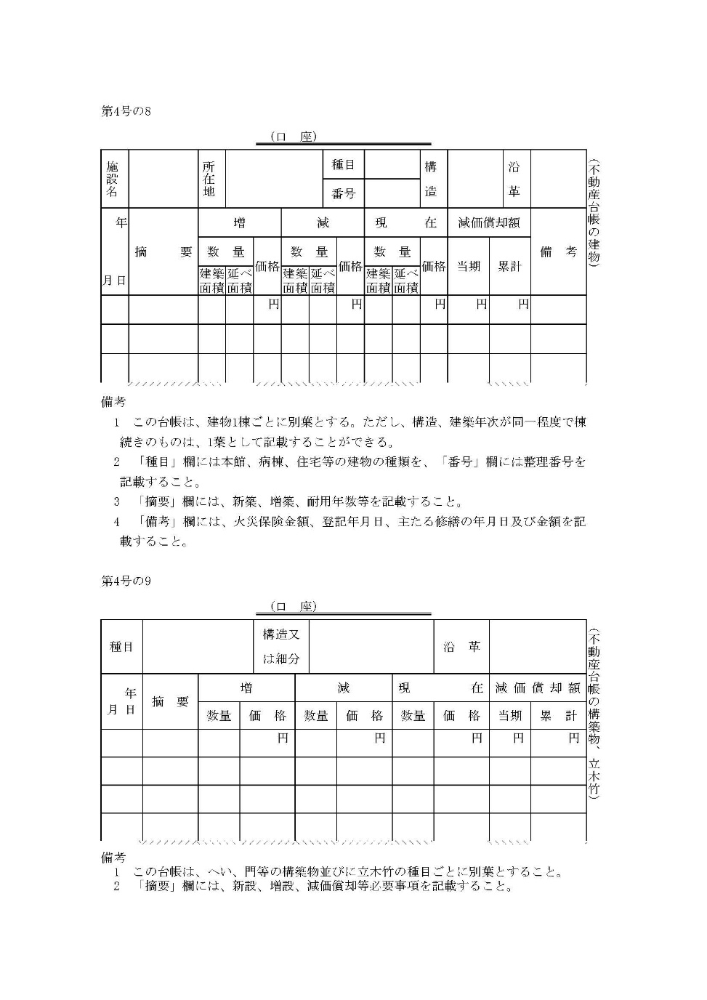 第4号の8
（口　座）
施設名　所在地　種目　構造　沿革
番号
年　増　減　現　在　減価償却額
摘　要　数　量　価格　数　量　価格　数　量　価格　当期　累計　備　考
月日　建築面積　延べ面積　建築面積　延べ面積　建築面積　延べ面積
円　円　円　円　円
（不動産台帳の建物）
備考
1　この台帳は、建物1棟ごとに別葉とする。ただし、構造、建築年次が同一程度で棟
続きのものは、1葉として記載することができる。
2　「種目」欄には本館、病棟、住宅等の建物の種類を、「番号」欄には整理番号を
記載すること。
3　「摘要」欄には、新築、増築、耐用年数等を記載すること。
4　「備考」欄には、火災保険金額、登記年月日、主たる修繕の年月日及び金額を記
載すること。
第4号の9
（口　座）
種目　構造又は細分　沿　革
年　増　減　現　在　減価償却額
月　日　摘　要　数量　価　格　数量　価　格　数量　価　格　当期　累　計
円　円　円　円　円
（不動産台帳の構築物、立木竹）
備考
1　この台帳は、へい、門等の構築物並びに立木竹の種目ごとに別葉とすること。
2　「摘要」欄には、新設、増設、減価償却等必要事項を記載すること。